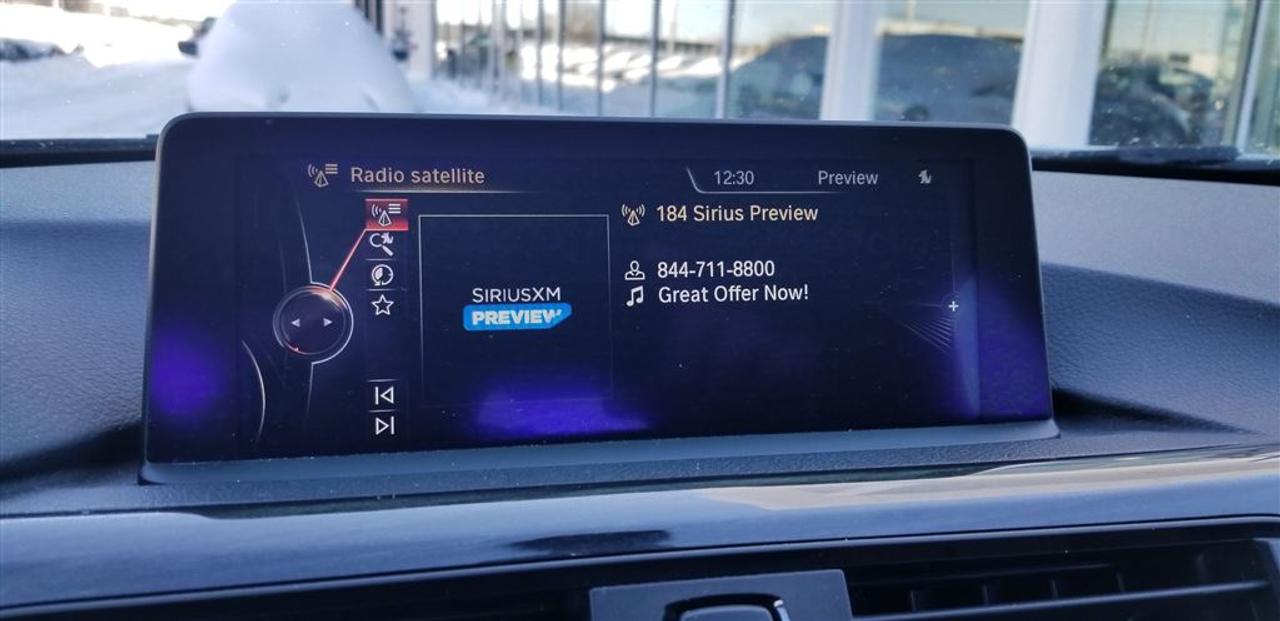 Radio satellite
12:30
Preview
184 Sirius Preview
844-711-8800
Great Offer Now!
SIRIUSXM
PREVIEW